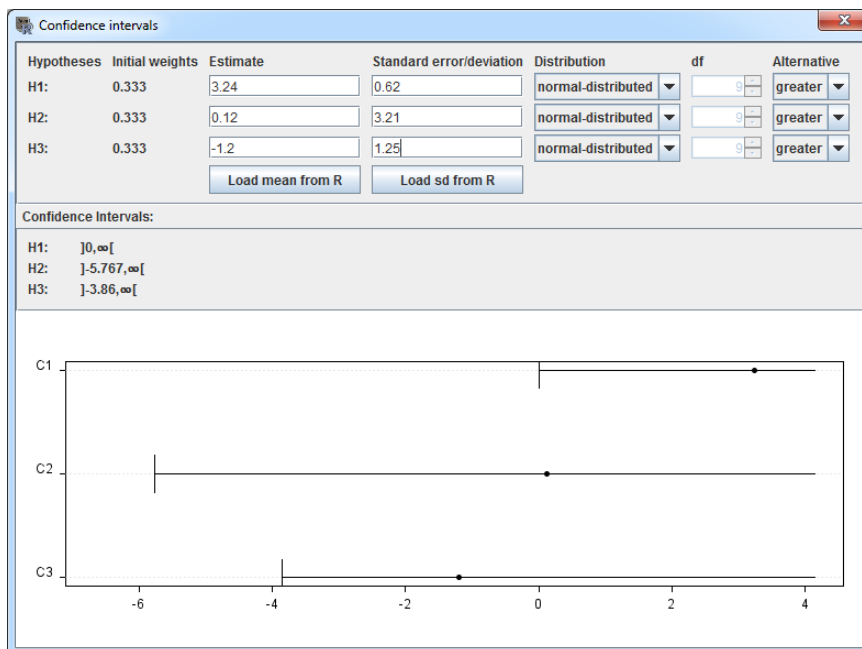 Confidence intervals
Hypotheses Initial weights Estimate Standard error/deviation Distribution df Alternative
H1: 0.333 3.24 0.62 normal-distributed 9 greater
H2: 0.333 0.12 3.21 normal-distributed 9 greater
H3: 0.333 -1.2 1.25 normal-distributed 9 greater
Load mean from R Load sd from R
Confidence Intervals:
H1: ]0,∞[
H2: ]-5.767,∞[
H3: ]-3.86,∞[
C1
C2
C3
-6 -4 -2 0 2 4